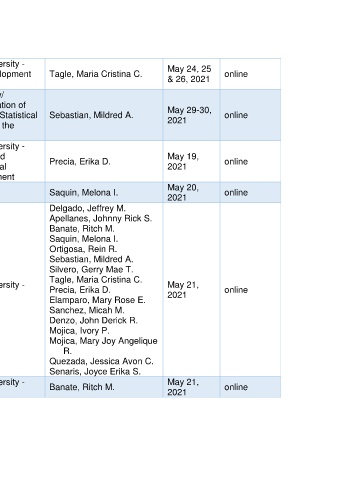 ersity -
lopment
Tagle, Maria Cristina C.
May 24, 25
& 26, 2021
online
/
ation of
Statistical
the
Sebastian, Mildred A.
May 29-30,
2021
online
ersity -
d
al
ment
Precia, Erika D.
May 19,
2021
online
Saquin, Melona I.
May 20,
2021
online
ersity -
Delgado, Jeffrey M.
Apellanes, Johnny Rick S.
Banate, Ritch M.
Saquin, Melona I.
Ortigosa, Rein R.
Sebastian, Mildred A.
Silvero, Gerry Mae T.
Tagle, Maria Cristina C.
Precia, Erika D.
Elamparo, Mary Rose E.
Sanchez, Micah M.
Denzo, John Derick R.
Mojica, Ivory P.
Mojica, Mary Joy Angelique
R.
Quezada, Jessica Avon C.
Senaris, Joyce Erika S.
May 21,
2021
online
ersity -
Banate, Ritch M.
May 21,
2021
online